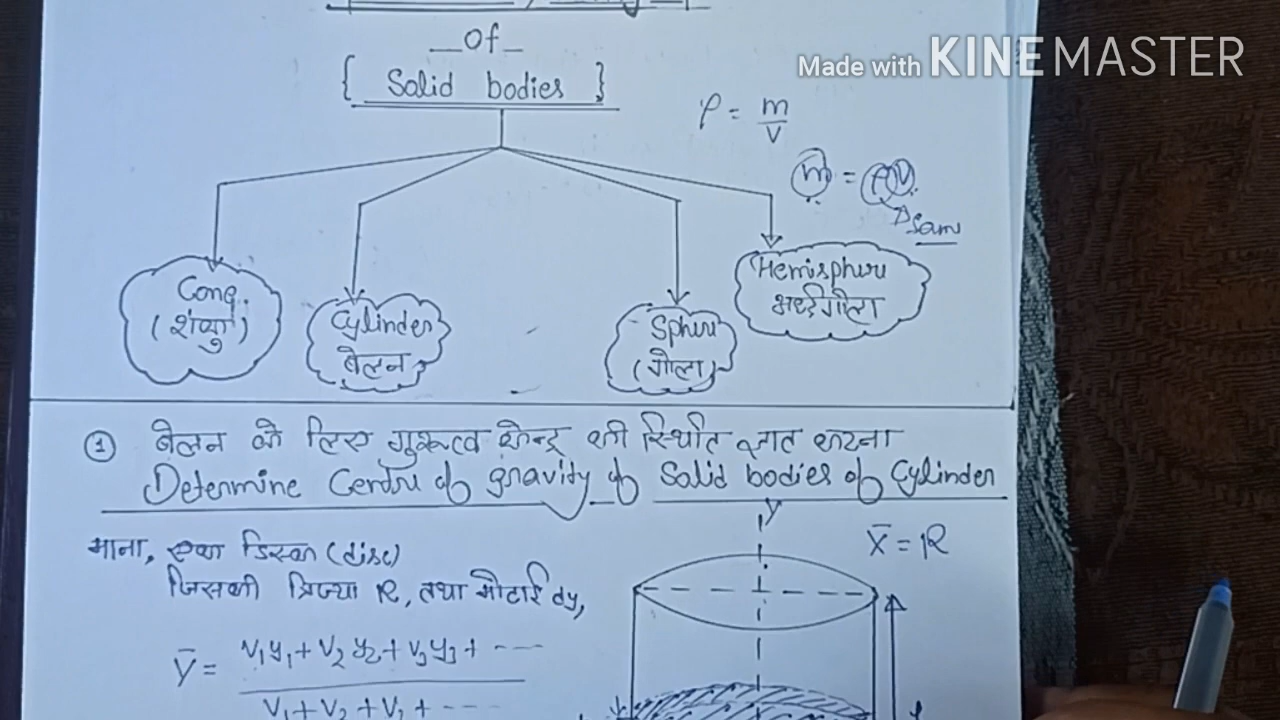 Made with KINEMASTER
Of
{ Solid bodies }
ρ = m/V
m = ρV
Same
Cone
(शंकु)
Cylinder
बेलन
Sphere
(गोला)
Hemisphere
अर्द्धगोला
① बेलन के लिए गुरूत्व केन्द्र की स्थिति ज्ञात करना
Determine Centre of gravity of Solid bodies of Cylinder
माना, एक डिस्क (disc)
जिसकी त्रिज्या R, तथा मोटाई dy,
y
x̄ = R
ȳ = v₁y₁ + v₂y₂ + v₃y₃ + ---- / v₁ + v₂ + v₃ + ----